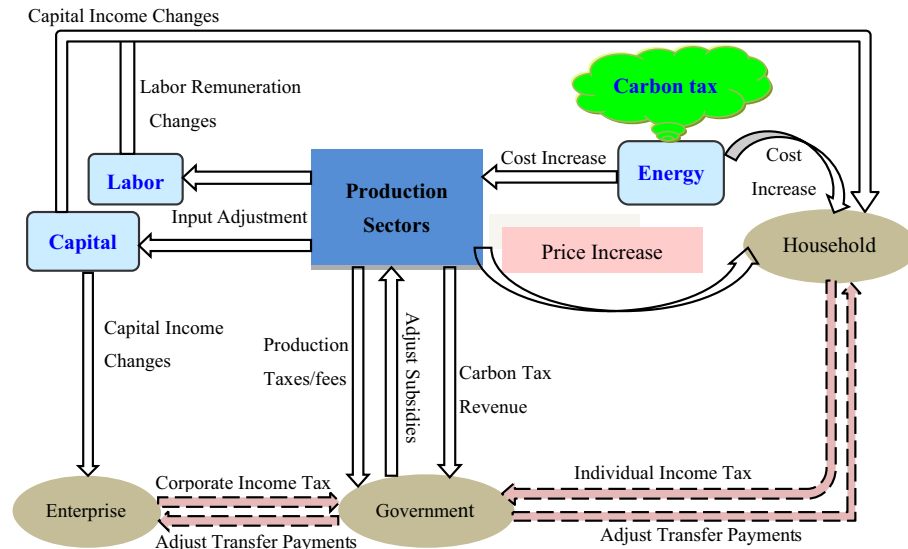 Capital Income Changes
Carbon tax
Labor Remuneration
Changes
Cost Increase
Cost
Increase
Labor
Production
Sectors
Energy
Input Adjustment
Capital
Price Increase
Household
Capital Income
Changes
Production
Taxes/fees
Adjust Subsidies
Carbon Tax
Revenue
Corporate Income Tax
Individual Income Tax
Enterprise
Government
Adjust Transfer Payments
Adjust Transfer Payments